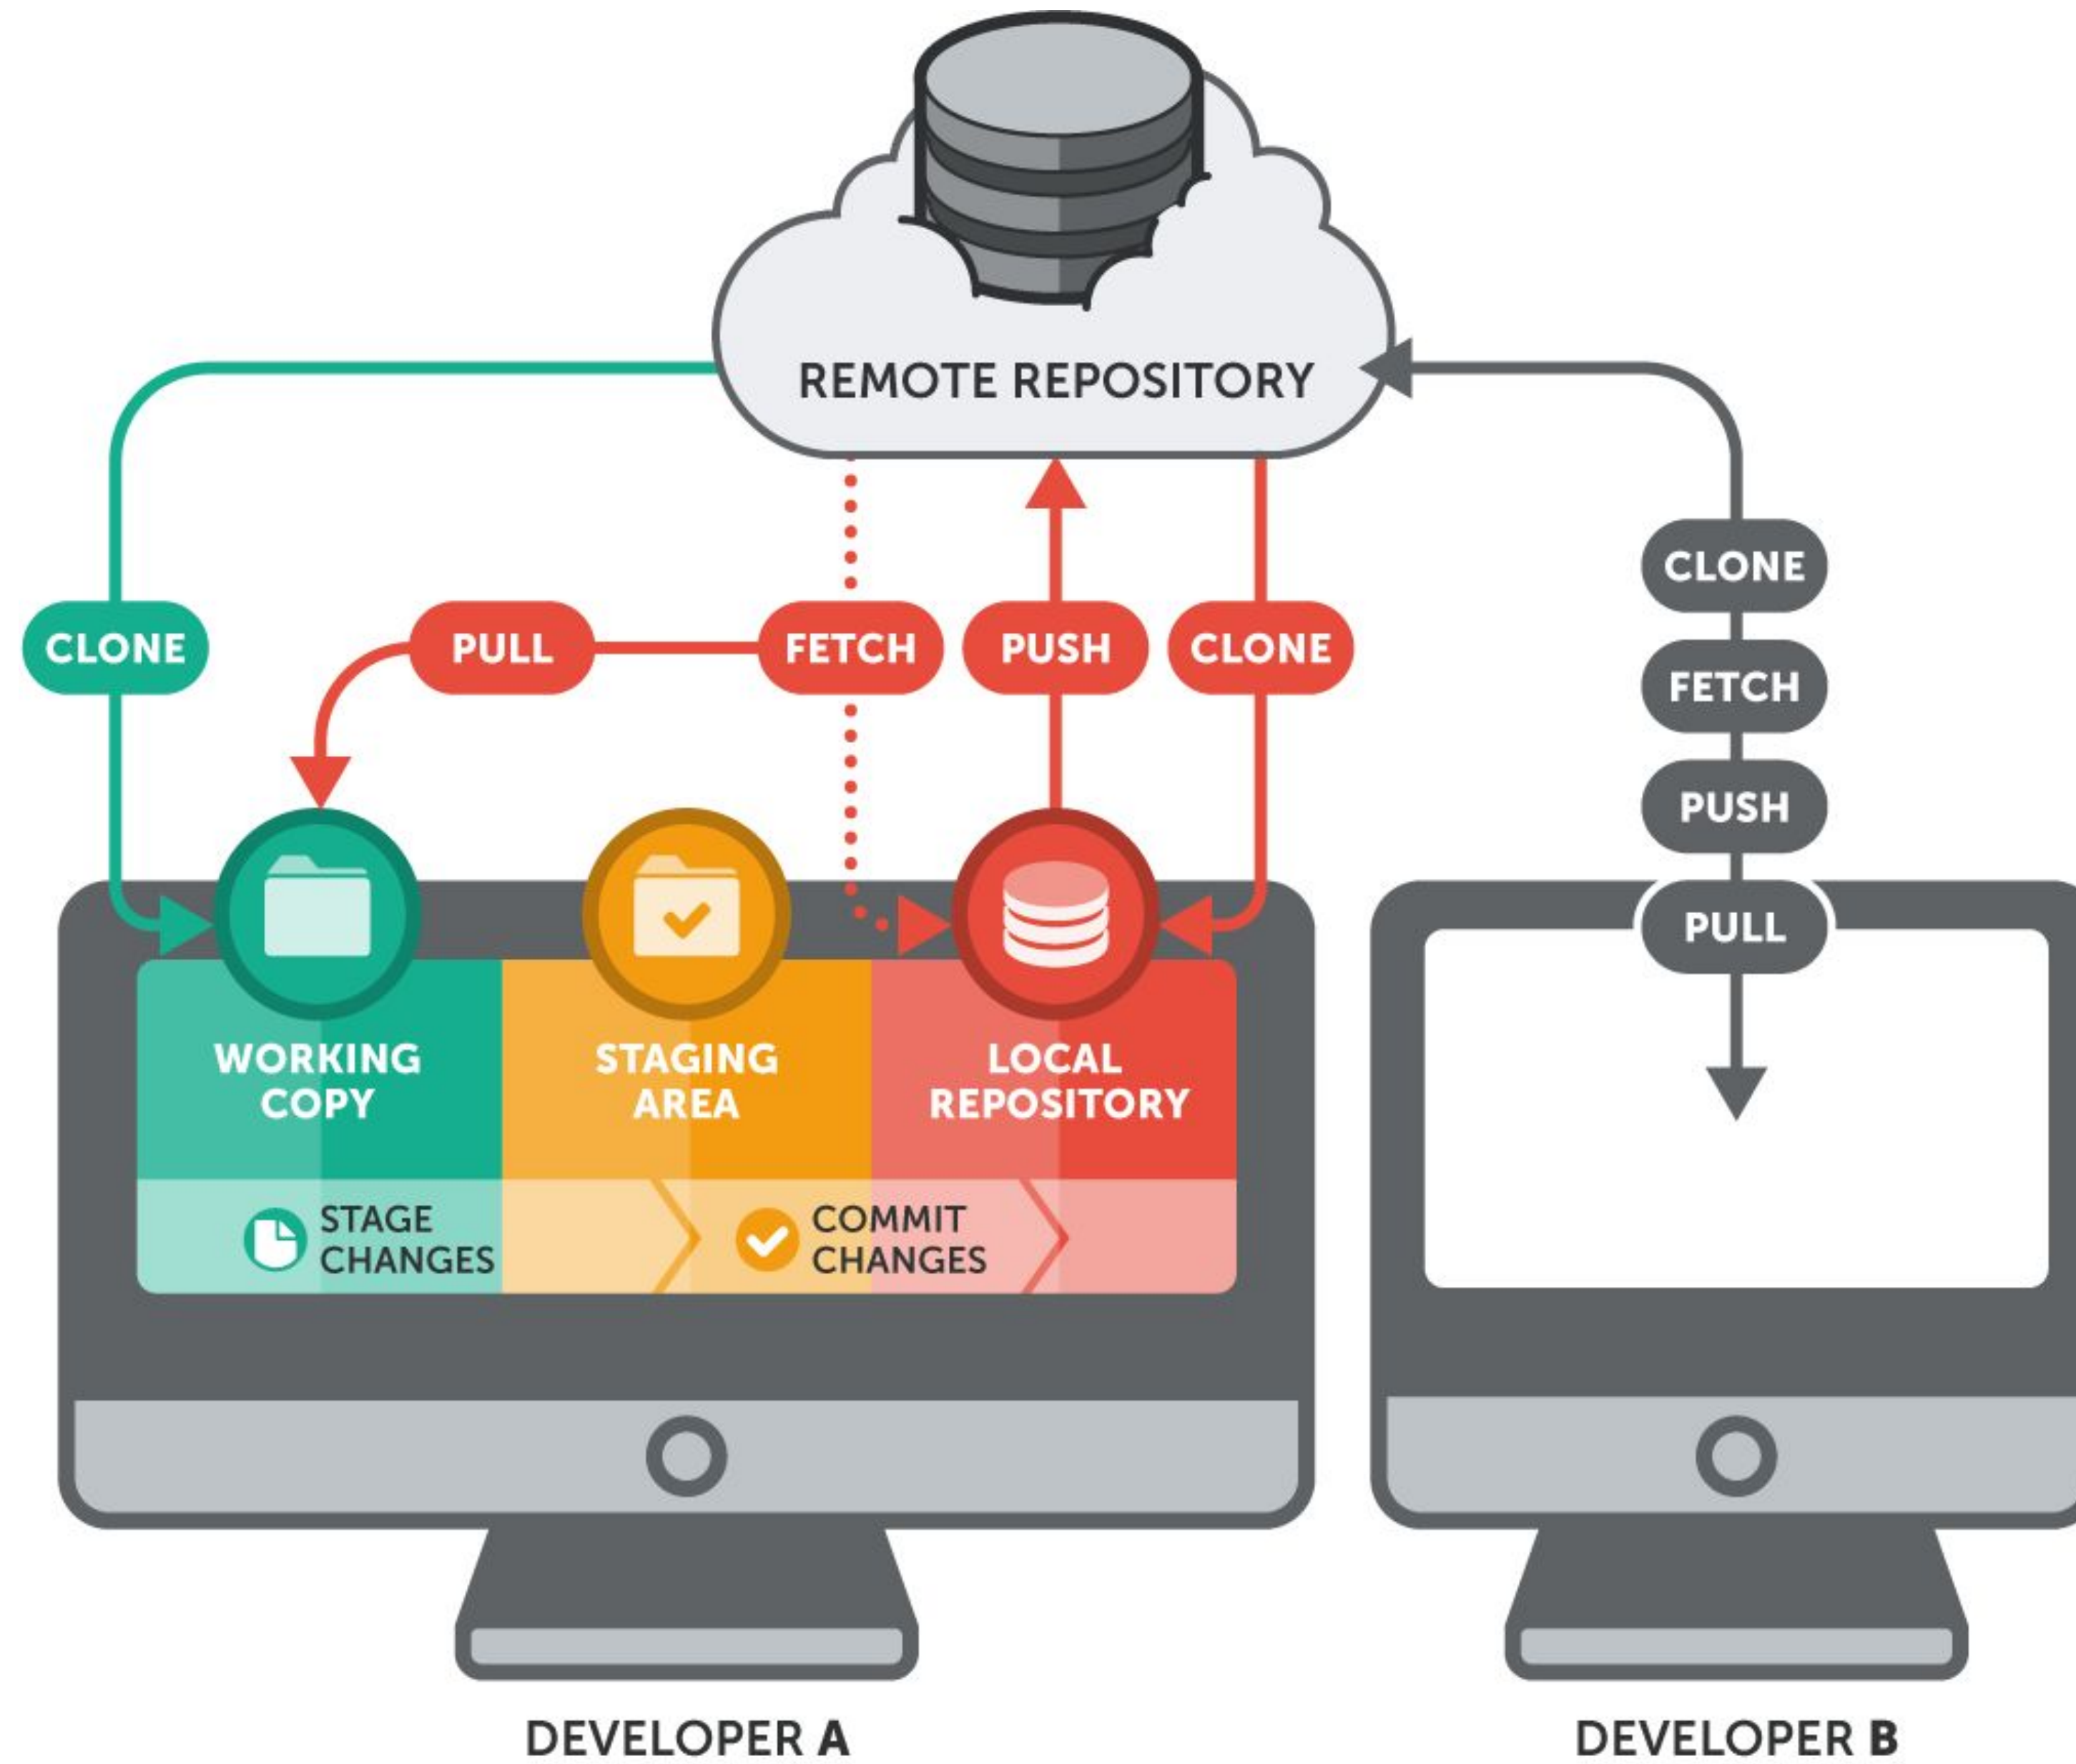 REMOTE REPOSITORY
CLONE
PULL
FETCH
PUSH
CLONE
CLONE
FETCH
PUSH
PULL
WORKING
COPY
STAGING
AREA
LOCAL
REPOSITORY
STAGE
CHANGES
COMMIT
CHANGES
DEVELOPER A
DEVELOPER B